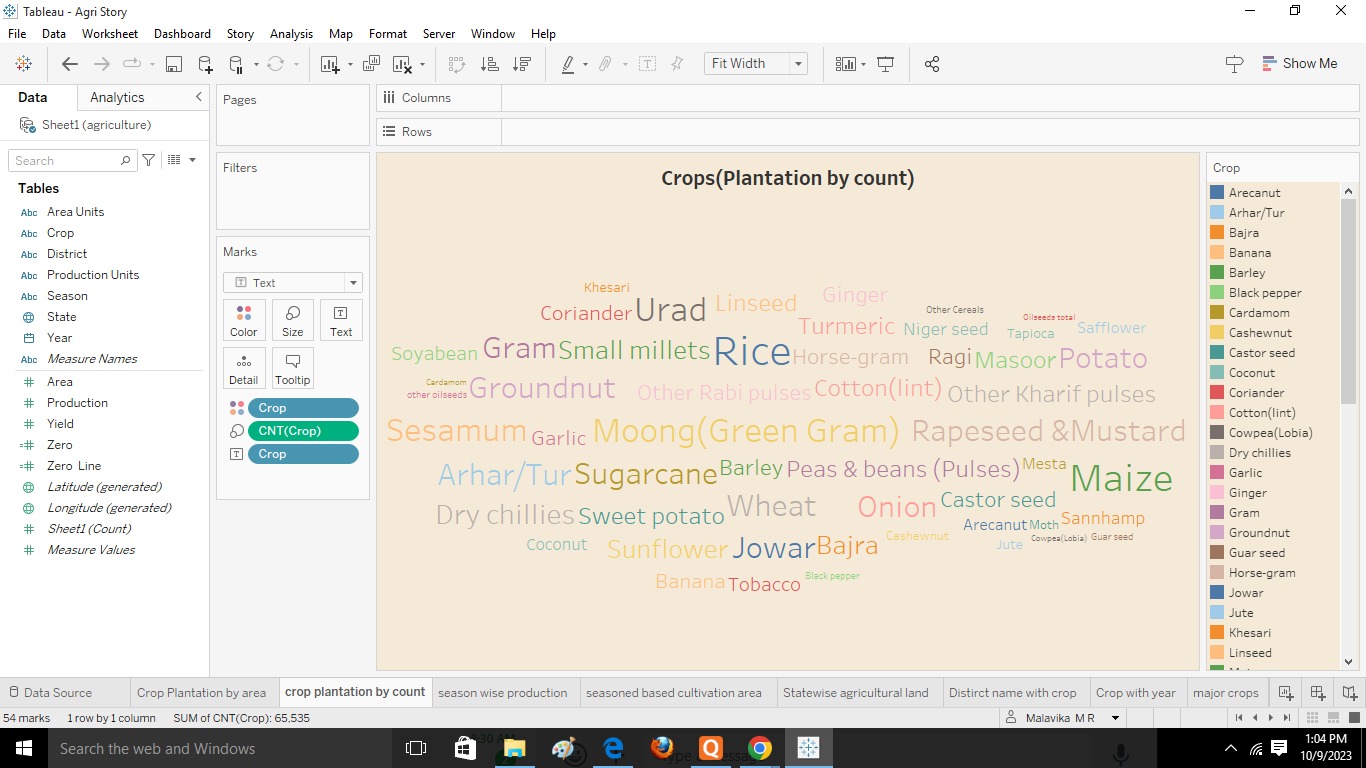 Tableau - Agri Story
File Data Worksheet Dashboard Story Analysis Map Format Server Window Help
Fit Width
Show Me
Data Analytics
Sheet1 (agriculture)
Search
Tables
Abc Area Units
Abc Crop
Abc District
Abc Production Units
Abc Season
State
Year
Abc Measure Names
Area
Production
Yield
Zero
Zero Line
Latitude (generated)
Longitude (generated)
Sheet1 (Count)
Measure Values
Pages
Filters
Marks
Text
Color Size Text
Detail Tooltip
Crop
CNT(Crop)
Crop
Columns
Rows
Crops(Plantation by count)
Khesari
Coriander Urad Linseed Ginger Other Cereals Oilseeds total
Turmeric Niger seed Tapioca Safflower
Soyabean Gram Small millets Rice Horse-gram Ragi Masoor Potato
Cardamom
other oilseeds Groundnut Other Rabi pulses Cotton(lint) Other Kharif pulses
Sesamum Garlic Moong(Green Gram) Rapeseed &Mustard
Arhar/Tur Sugarcane Barley Peas & beans (Pulses) Mesta Maize
Dry chillies Sweet potato Wheat Onion Castor seed
Arecanut Moth Sannhamp
Coconut Sunflower Jowar Bajra Cashewnut Jute Cowpea(Lobia) Guar seed
Banana Tobacco Black pepper
Crop
Arecanut
Arhar/Tur
Bajra
Banana
Barley
Black pepper
Cardamom
Cashewnut
Castor seed
Coconut
Coriander
Cotton(lint)
Cowpea(Lobia)
Dry chillies
Garlic
Ginger
Gram
Groundnut
Guar seed
Horse-gram
Jowar
Jute
Khesari
Linseed
Data Source Crop Plantation by area crop plantation by count season wise production seasoned based cultivation area Statewise agricultural land Distirct name with crop Crop with year major crops
54 marks 1 row by 1 column SUM of CNT(Crop): 65,535 Malavika M R
Search the web and Windows
1:04 PM
10/9/2023